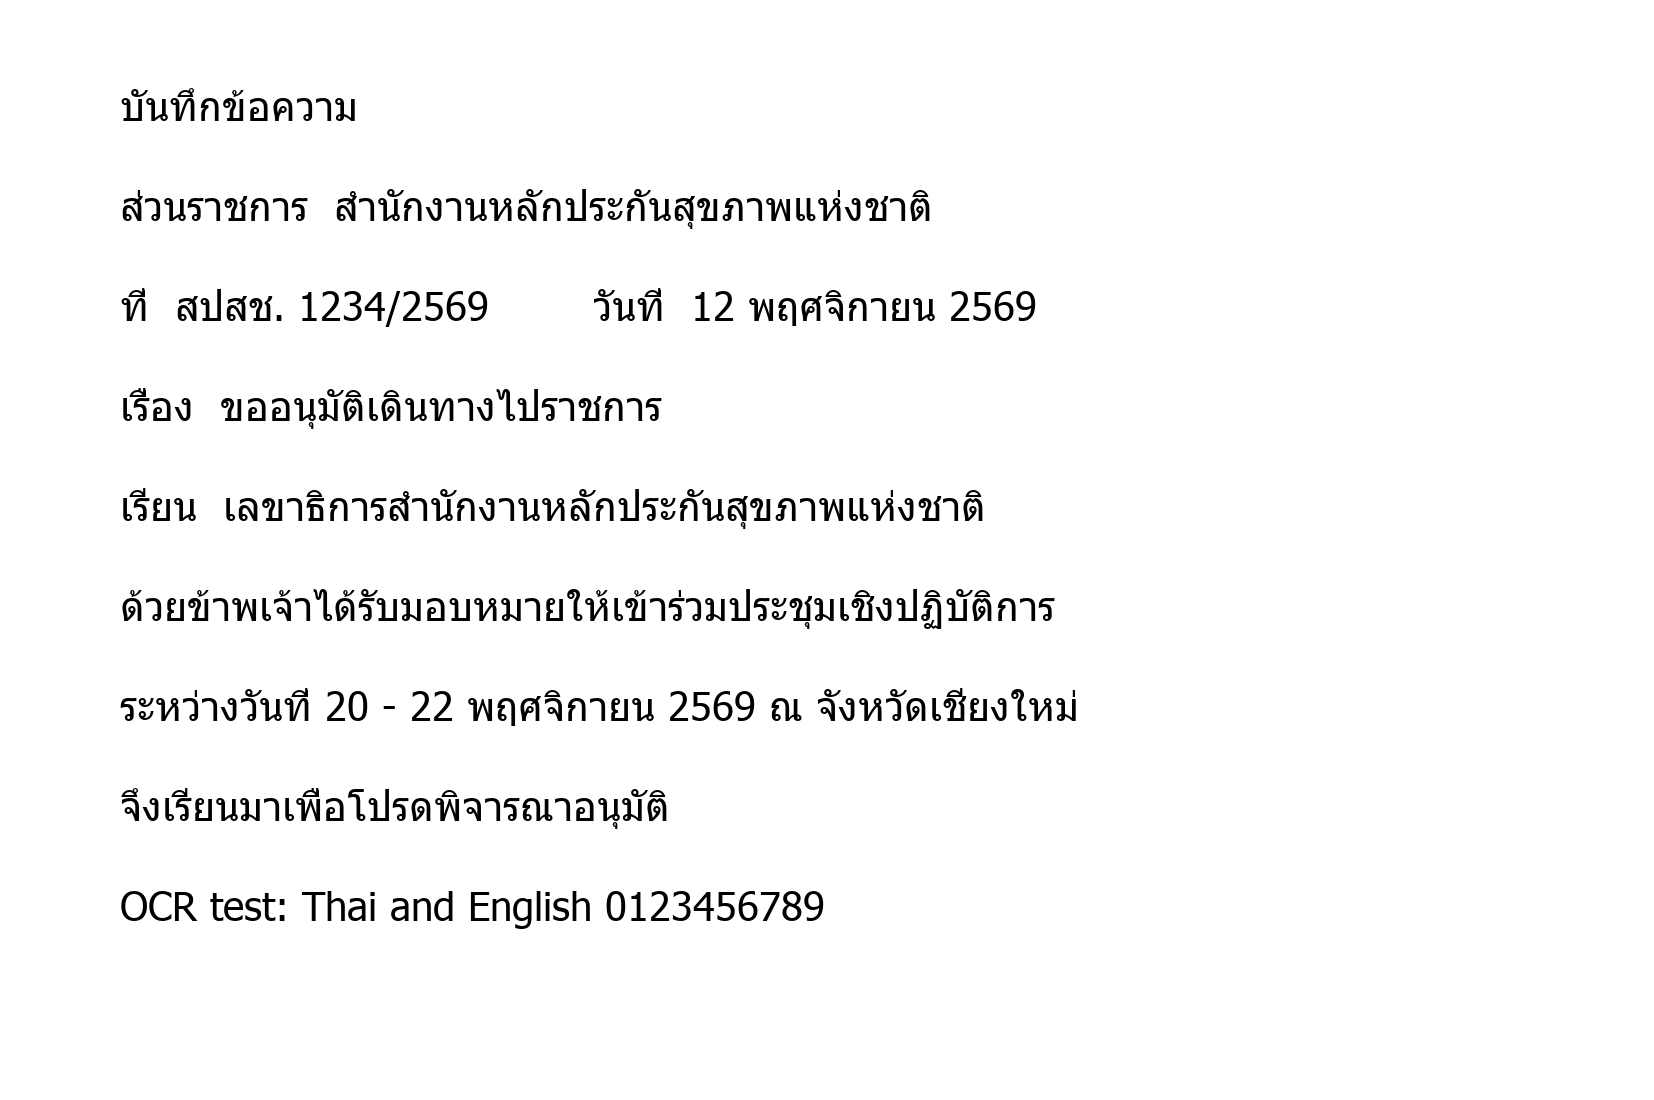 บันทึกข้อความ
ส่วนราชการ  สำนักงานหลักประกันสุขภาพแห่งชาติ
ที่  สปสช. 1234/2569        วันที่  12 พฤศจิกายน 2569
เรื่อง  ขออนุมัติเดินทางไปราชการ
เรียน  เลขาธิการสำนักงานหลักประกันสุขภาพแห่งชาติ
ด้วยข้าพเจ้าได้รับมอบหมายให้เข้าร่วมประชุมเชิงปฏิบัติการ
ระหว่างวันที่ 20 - 22 พฤศจิกายน 2569 ณ จังหวัดเชียงใหม่
จึงเรียนมาเพื่อโปรดพิจารณาอนุมัติ
OCR test: Thai and English 0123456789